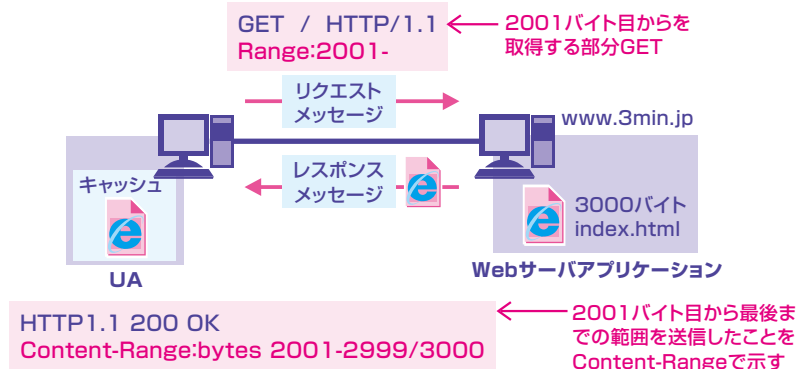 GET / HTTP/1.1
Range:2001-
2001バイト目からを
取得する部分GET
リクエスト
メッセージ
www.3min.jp
レスポンス
メッセージ
キャッシュ
3000バイト
index.html
UA
Webサーバアプリケーション
HTTP1.1 200 OK
Content-Range:bytes 2001-2999/3000
2001バイト目から最後ま
での範囲を送信したことを
Content-Rangeで示す